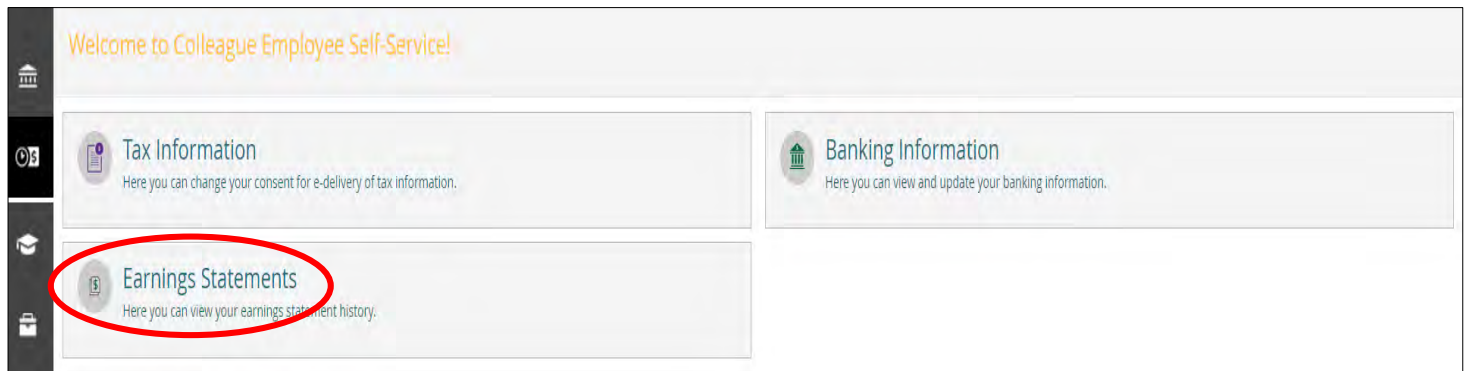 Welcome to Colleague Employee Self-Service!
Tax Information
Here you can change your consent for e-delivery of tax information.
Banking Information
Here you can view and update your banking information.
Earnings Statements
Here you can view your earnings statement history.